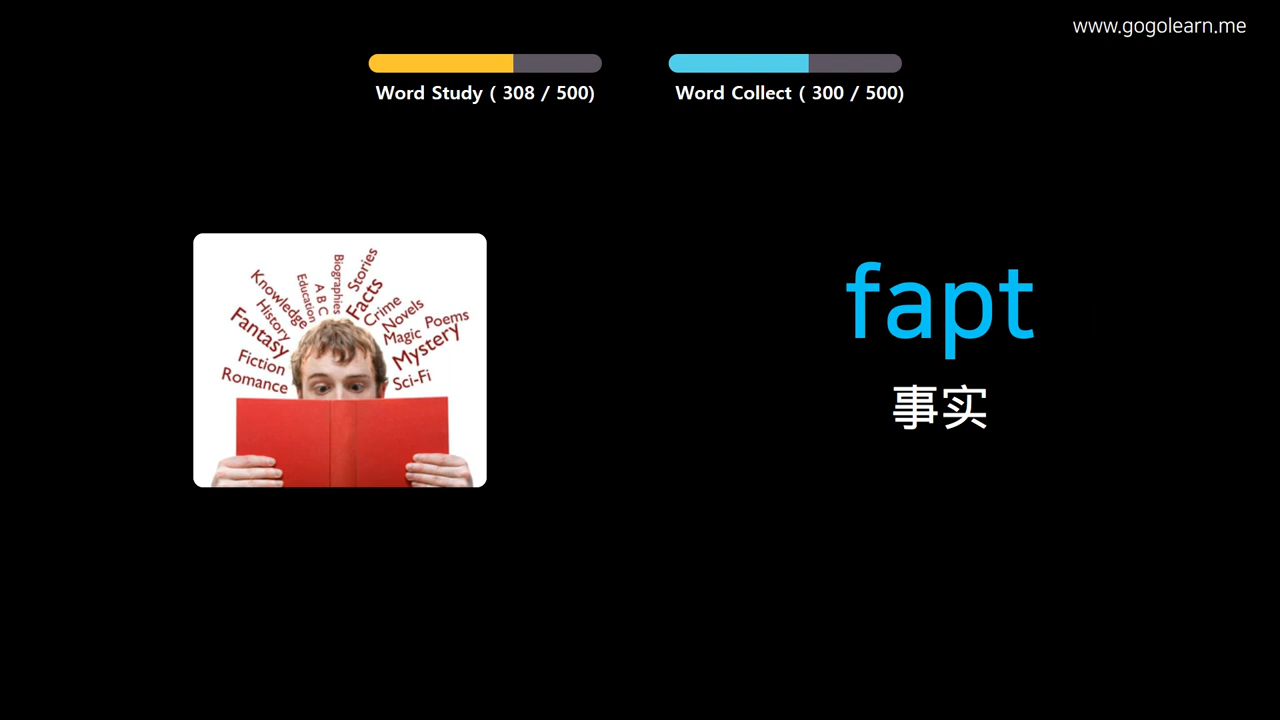 www.gogolearn.me
Word Study ( 308 / 500)
Word Collect ( 300 / 500)
Knowledge
History
Fantasy
Fiction
Romance
Education
A B C
Biographies
Stories
Facts
Crime
Novels
Magic
Poems
Mystery
Sci-Fi
fapt
事实